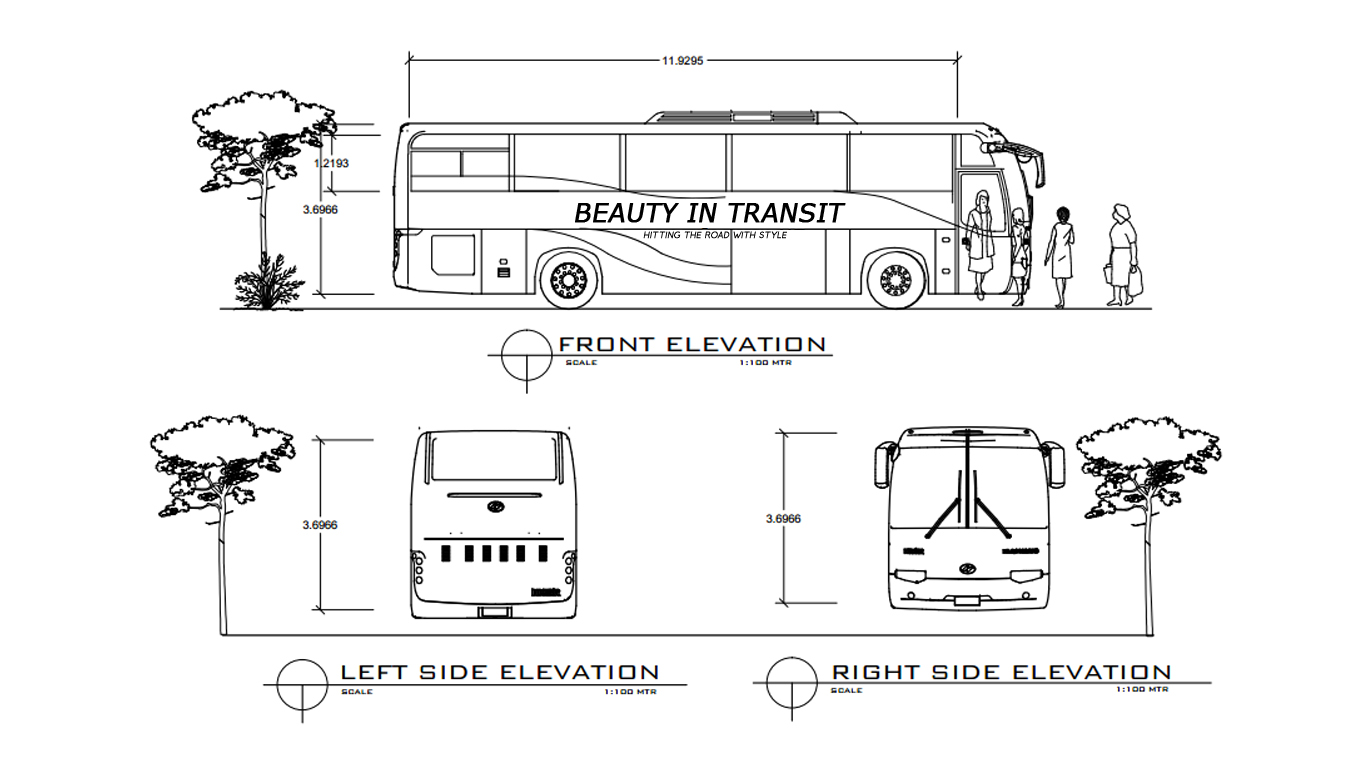 11.9295
1.2193
3.6966
BEAUTY IN TRANSIT
HITTING THE ROAD WITH STYLE
FRONT ELEVATION
SCALE 1:100 MTR
3.6966
3.6966
LEFT SIDE ELEVATION
SCALE 1:100 MTR
RIGHT SIDE ELEVATION
SCALE 1:100 MTR